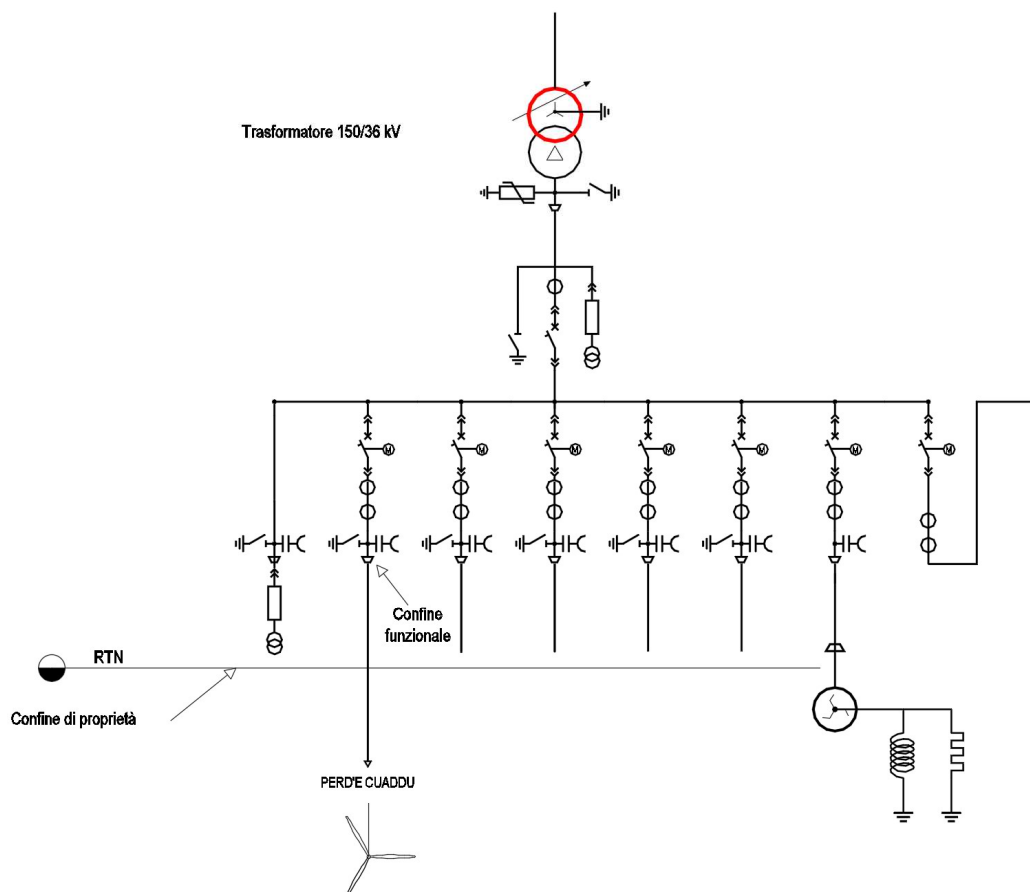 Trasformatore 150/36 kV
M M M M M M
Confine
funzionale
RTN
Confine di proprietà
PERD'E CUADDU